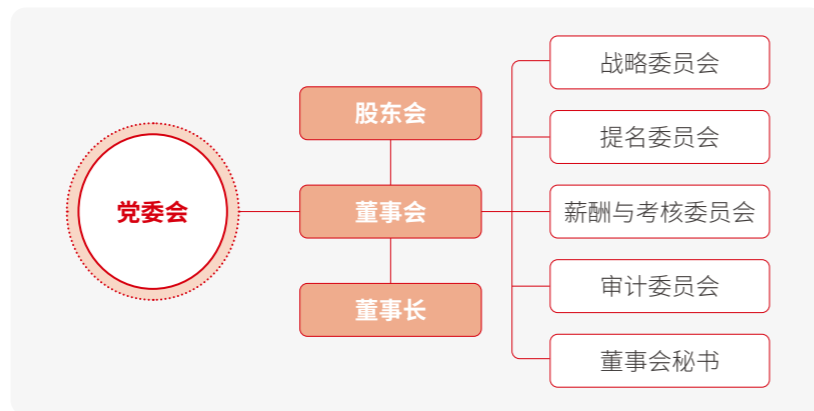 党委会
股东会
董事会
董事长
战略委员会
提名委员会
薪酬与考核委员会
审计委员会
董事会秘书